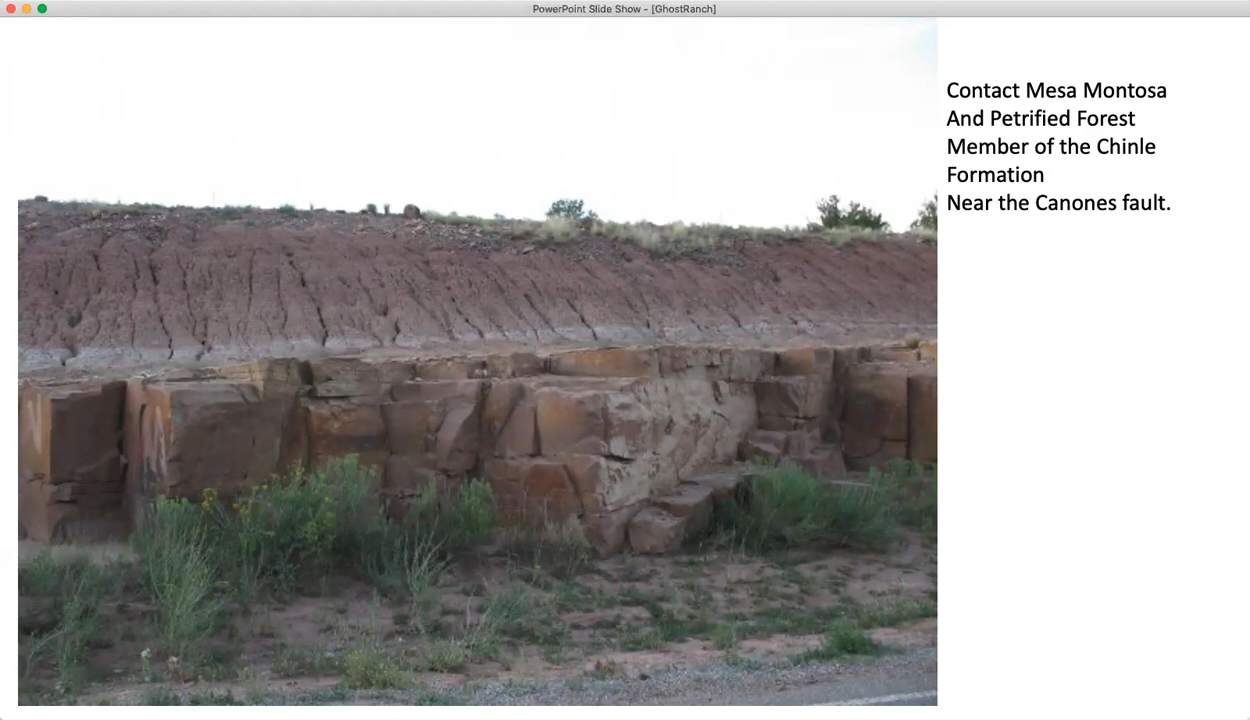 PowerPoint Slide Show - [GhostRanch]
Contact Mesa Montosa
And Petrified Forest
Member of the Chinle
Formation
Near the Canones fault.